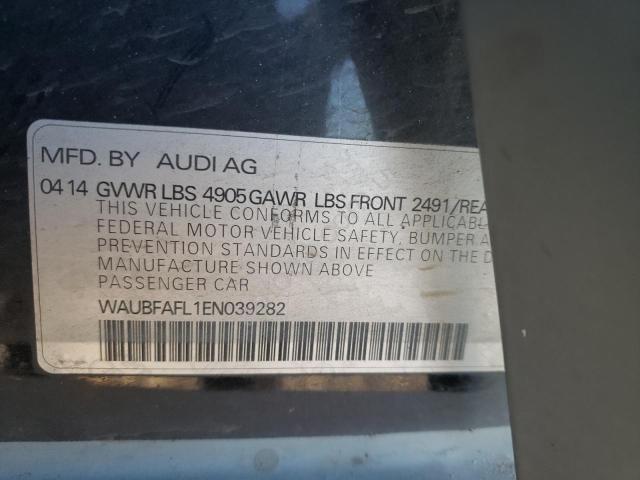 MFD. BY AUDI AG
04 14 GVWR LBS 4905 GAWR LBS FRONT 2491/REA
THIS VEHICLE CONFORMS TO ALL APPLICABL
FEDERAL MOTOR VEHICLE SAFETY, BUMPER A
PREVENTION STANDARDS IN EFFECT ON THE D
MANUFACTURE SHOWN ABOVE
PASSENGER CAR
WAUBFAFL1EN039282